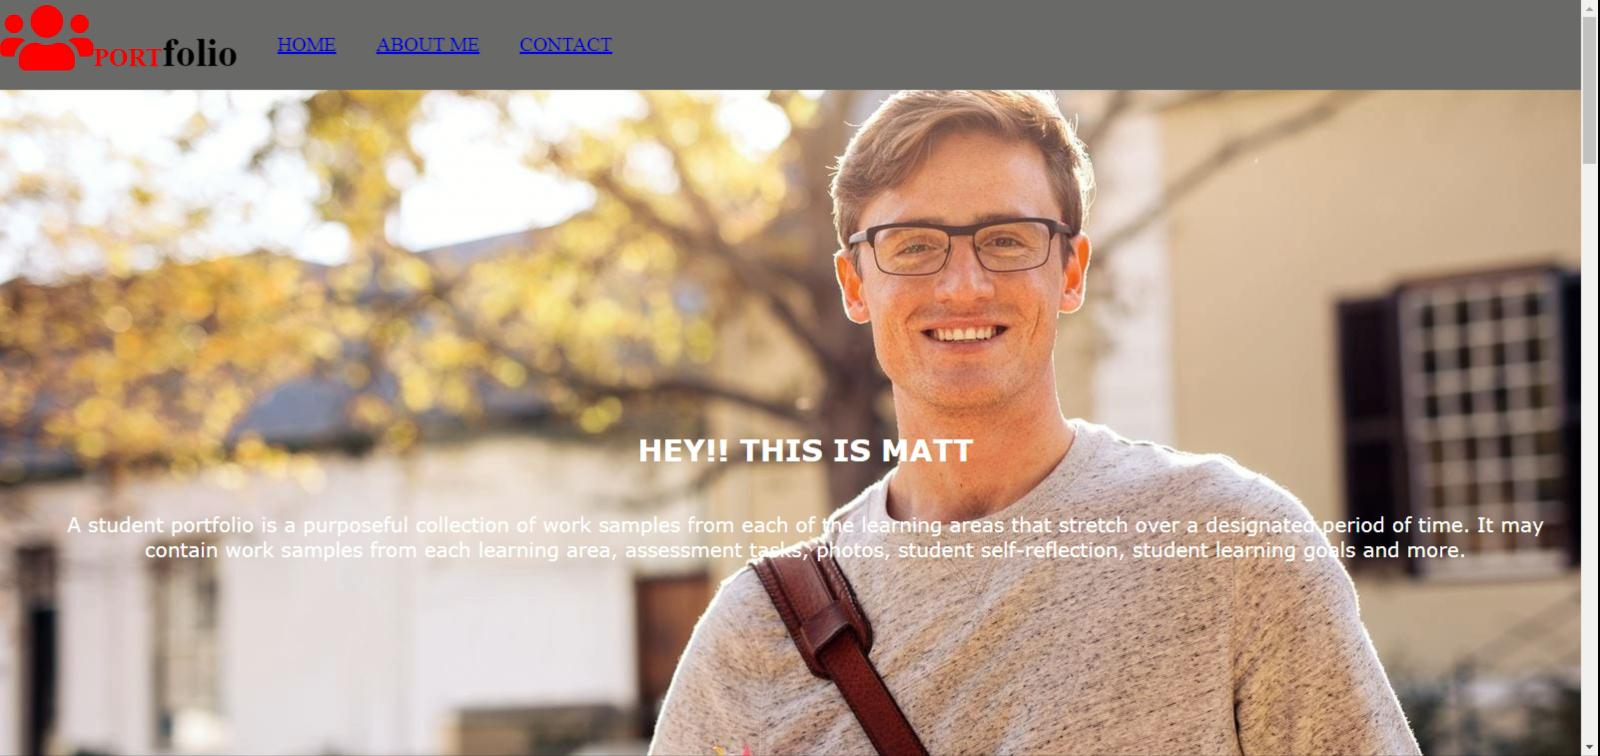 PORTfolio HOME ABOUT ME CONTACT
HEY!! THIS IS MATT
A student portfolio is a purposeful collection of work samples from each of the learning areas that stretch over a designated period of time. It may
contain work samples from each learning area, assessment tasks, photos, student self-reflection, student learning goals and more.